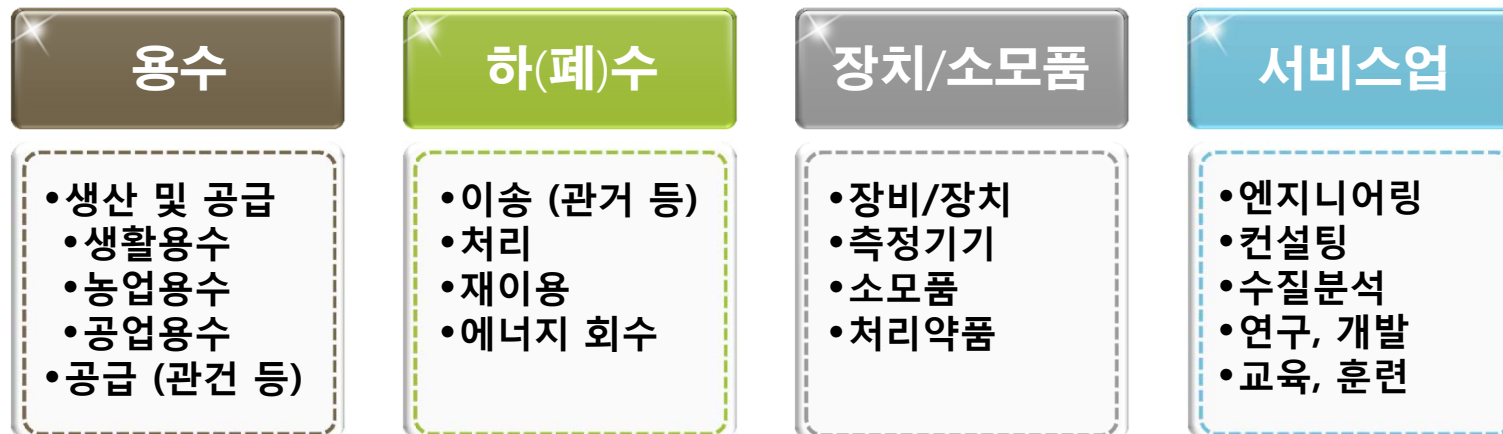 용수
•생산 및 공급
•생활용수
•농업용수
•공업용수
•공급 (관건 등)
하(폐)수
•이송 (관거 등)
•처리
•재이용
•에너지 회수
장치/소모품
•장비/장치
•측정기기
•소모품
•처리약품
서비스업
•엔지니어링
•컨설팅
•수질분석
•연구, 개발
•교육, 훈련